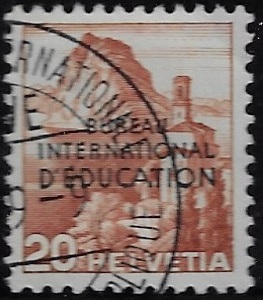 BUREAU
INTERNATIONAL
D'EDUCATION
20 HELVETIA